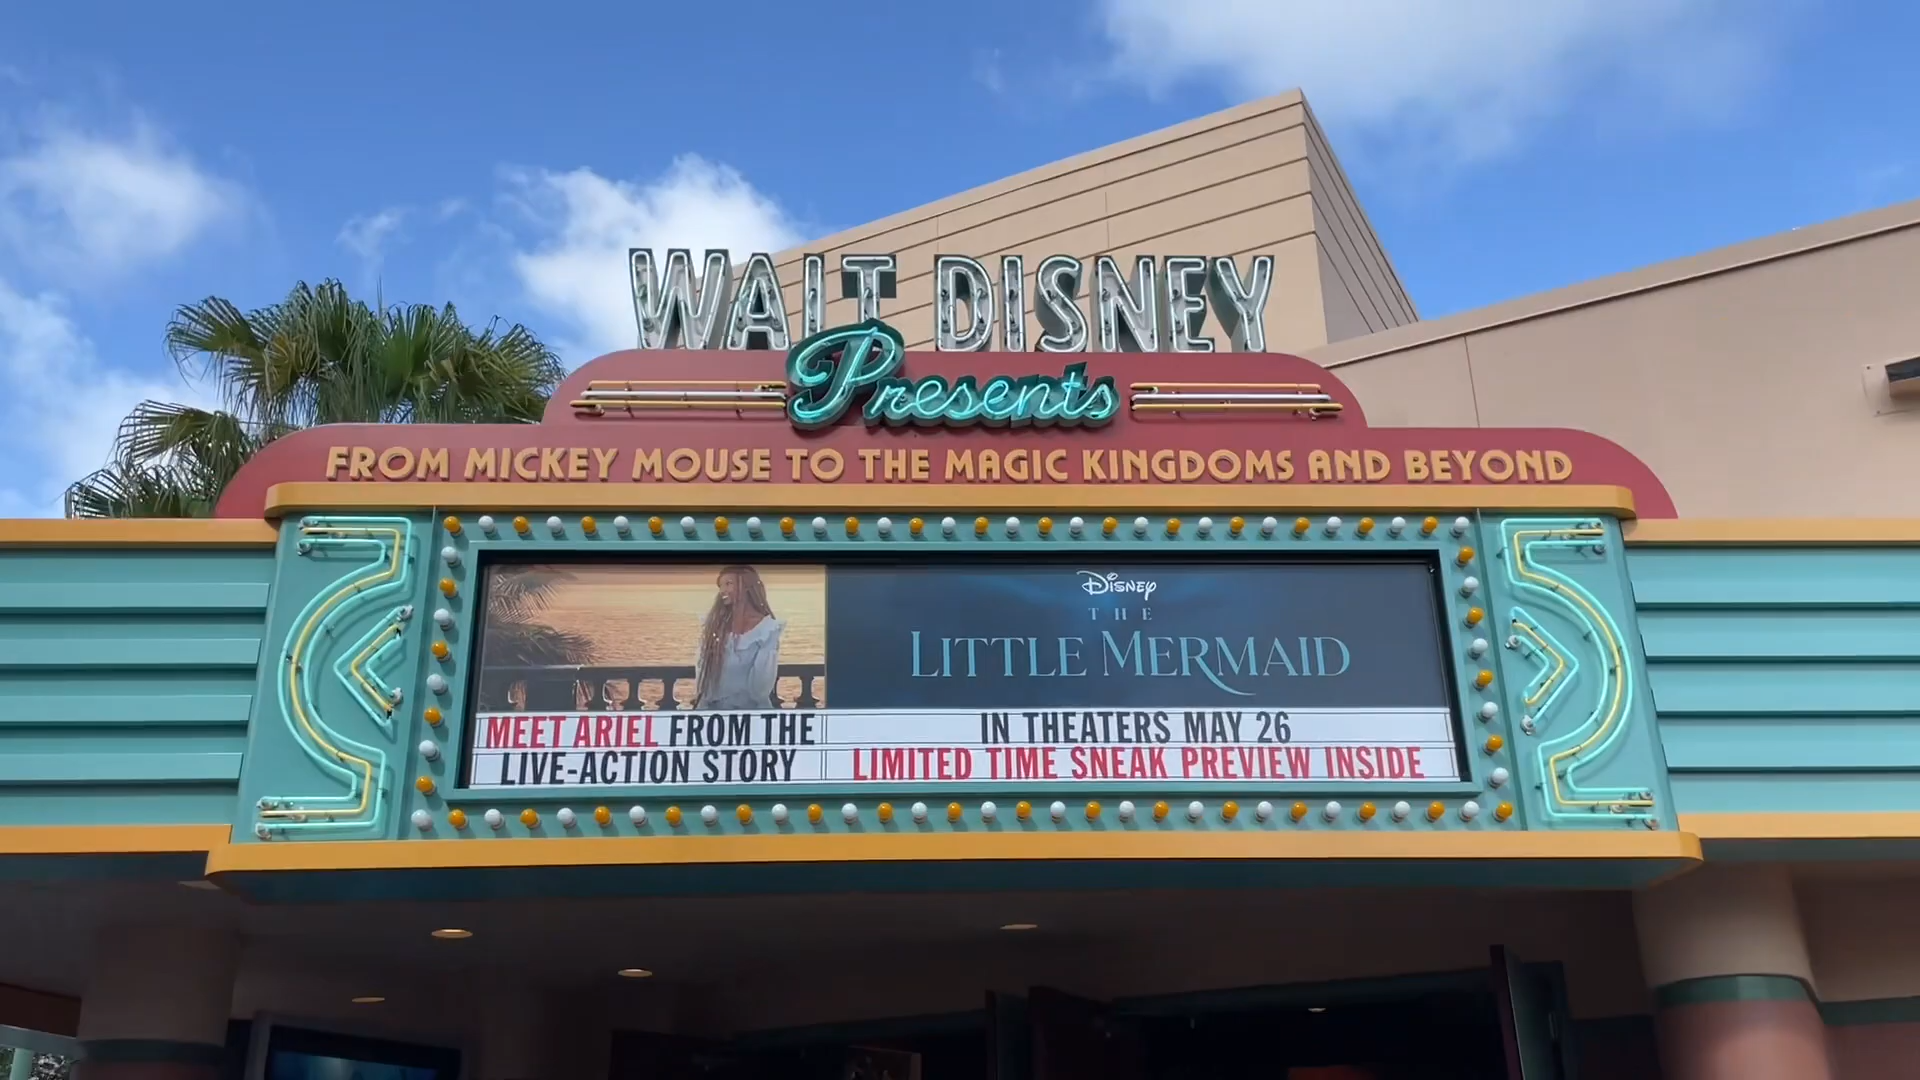 WALT DISNEY
Presents
FROM MICKEY MOUSE TO THE MAGIC KINGDOMS AND BEYOND
DISNEY
THE
LITTLE MERMAID
MEET ARIEL FROM THE
LIVE-ACTION STORY
IN THEATERS MAY 26
LIMITED TIME SNEAK PREVIEW INSIDE